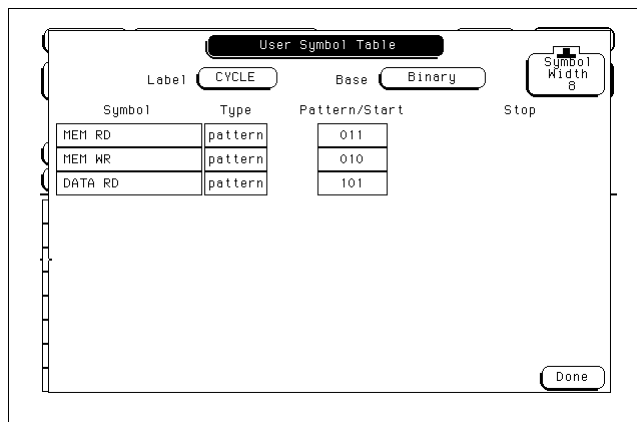 User Symbol Table
Label CYCLE Base Binary Symbol Width 8
Symbol Type Pattern/Start Stop
MEM RD pattern 011
MEM WR pattern 010
DATA RD pattern 101
Done